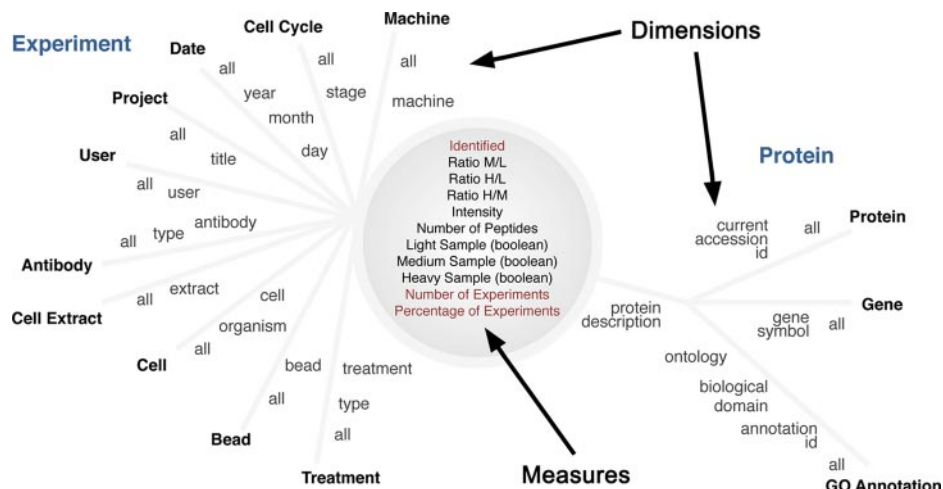 Experiment
Date
Cell Cycle
Machine
Dimensions
all
all
all
year
stage
machine
Project
month
all
title
day
User
all
user
antibody
type
all
Antibody
extract
all
Cell Extract
cell
organism
all
Cell
bead
all
Bead
treatment
type
all
Treatment
Identified
Ratio M/L
Ratio H/L
Ratio H/M
Intensity
Number of Peptides
Light Sample (boolean)
Medium Sample (boolean)
Heavy Sample (boolean)
Number of Experiments
Percentage of Experiments
Measures
Protein
Protein
all
current
accession
id
Gene
gene
symbol
all
protein
description
ontology
biological
domain
annotation
id
all
GO Annotation